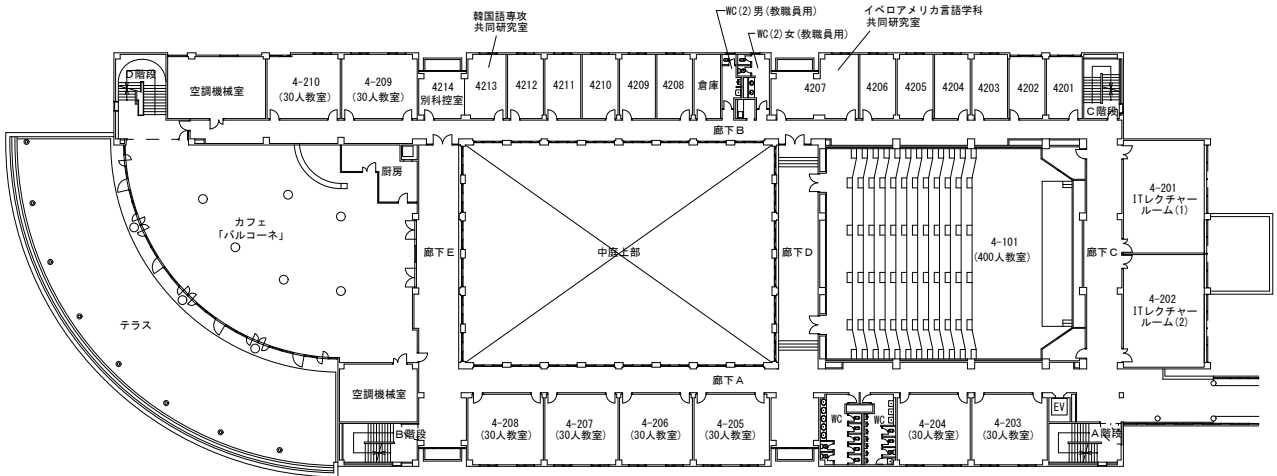 韓国語専攻
共同研究室
WC(2)男(教職員用)
WC(2)女(教職員用)
イベロアメリカ言語学科
共同研究室
D階段
空調機械室
4-210
(30人教室)
4-209
(30人教室)
4214
別科控室
4213
4212
4211
4210
4209
4208
倉庫
4207
4206
4205
4204
4203
4202
4201
C階段
廊下B
厨房
カフェ
「バルコーネ」
廊下E
中庭上部
廊下D
4-101
(400人教室)
廊下C
4-201
ITレクチャー
ルーム(1)
4-202
ITレクチャー
ルーム(2)
テラス
空調機械室
廊下A
B階段
4-208
(30人教室)
4-207
(30人教室)
4-206
(30人教室)
4-205
(30人教室)
WC
WC
4-204
(30人教室)
4-203
(30人教室)
EV
A階段